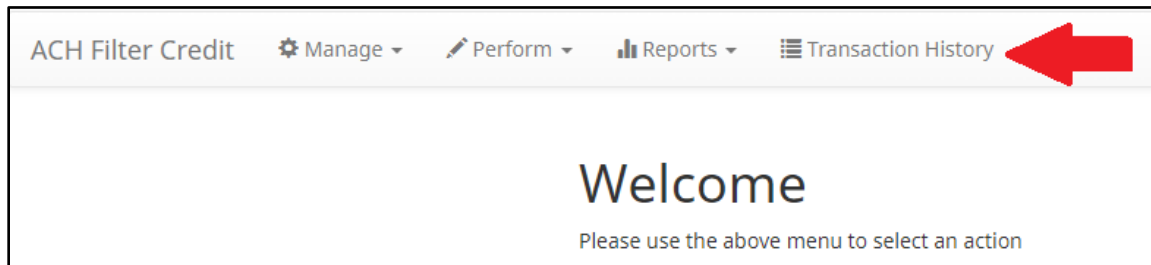 ACH Filter Credit Manage Perform Reports Transaction History
Welcome
Please use the above menu to select an action